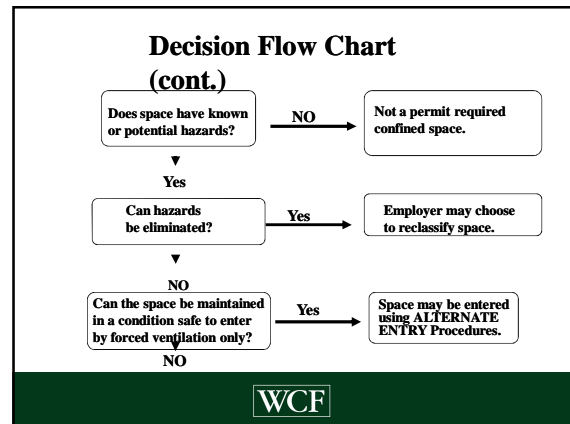 Decision Flow Chart
(cont.)
Does space have known
or potential hazards?
NO
Not a permit required
confined space.
Yes
Can hazards
be eliminated?
Yes
Employer may choose
to reclassify space.
NO
Can the space be maintained
in a condition safe to enter
by forced ventilation only?
Yes
Space may be entered
using ALTERNATE
ENTRY Procedures.
NO
WCF